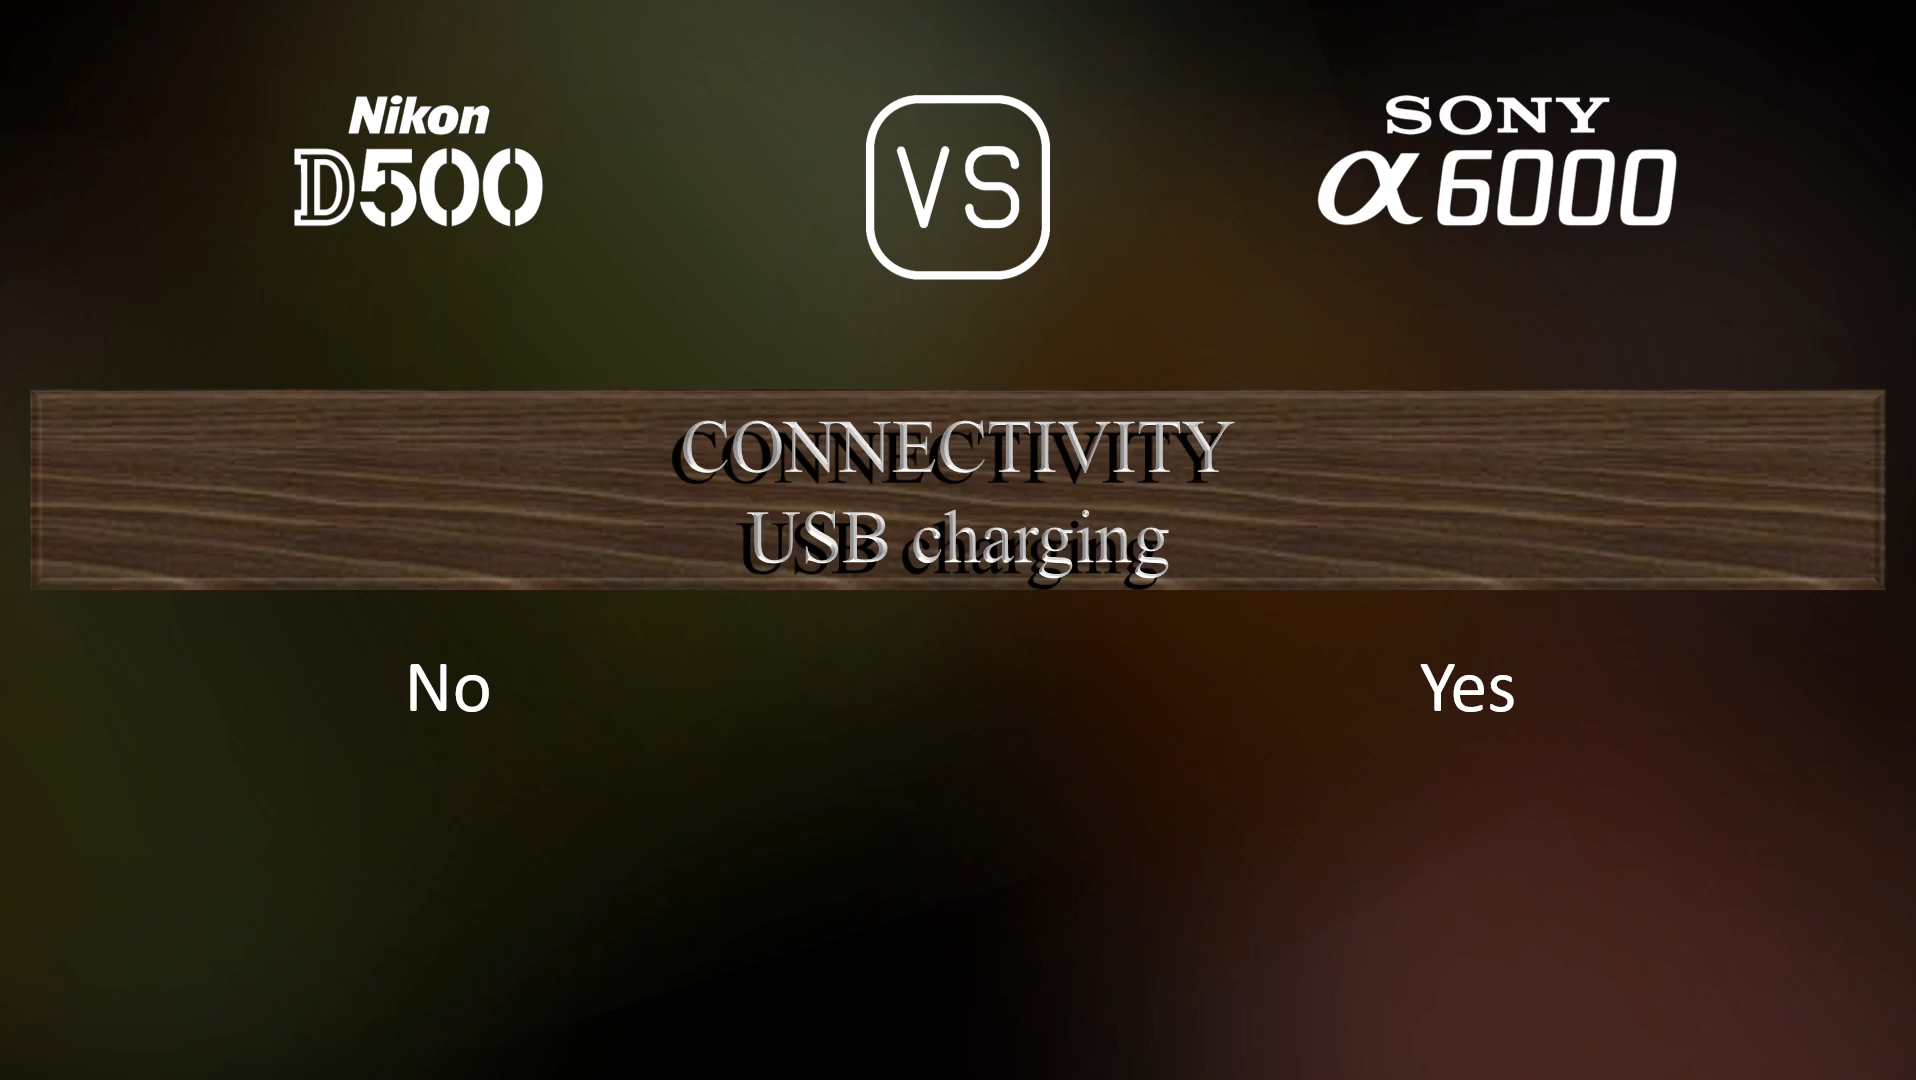 Nikon
D500
VS
SONY
α6000
CONNECTIVITY
USB charging
No
Yes